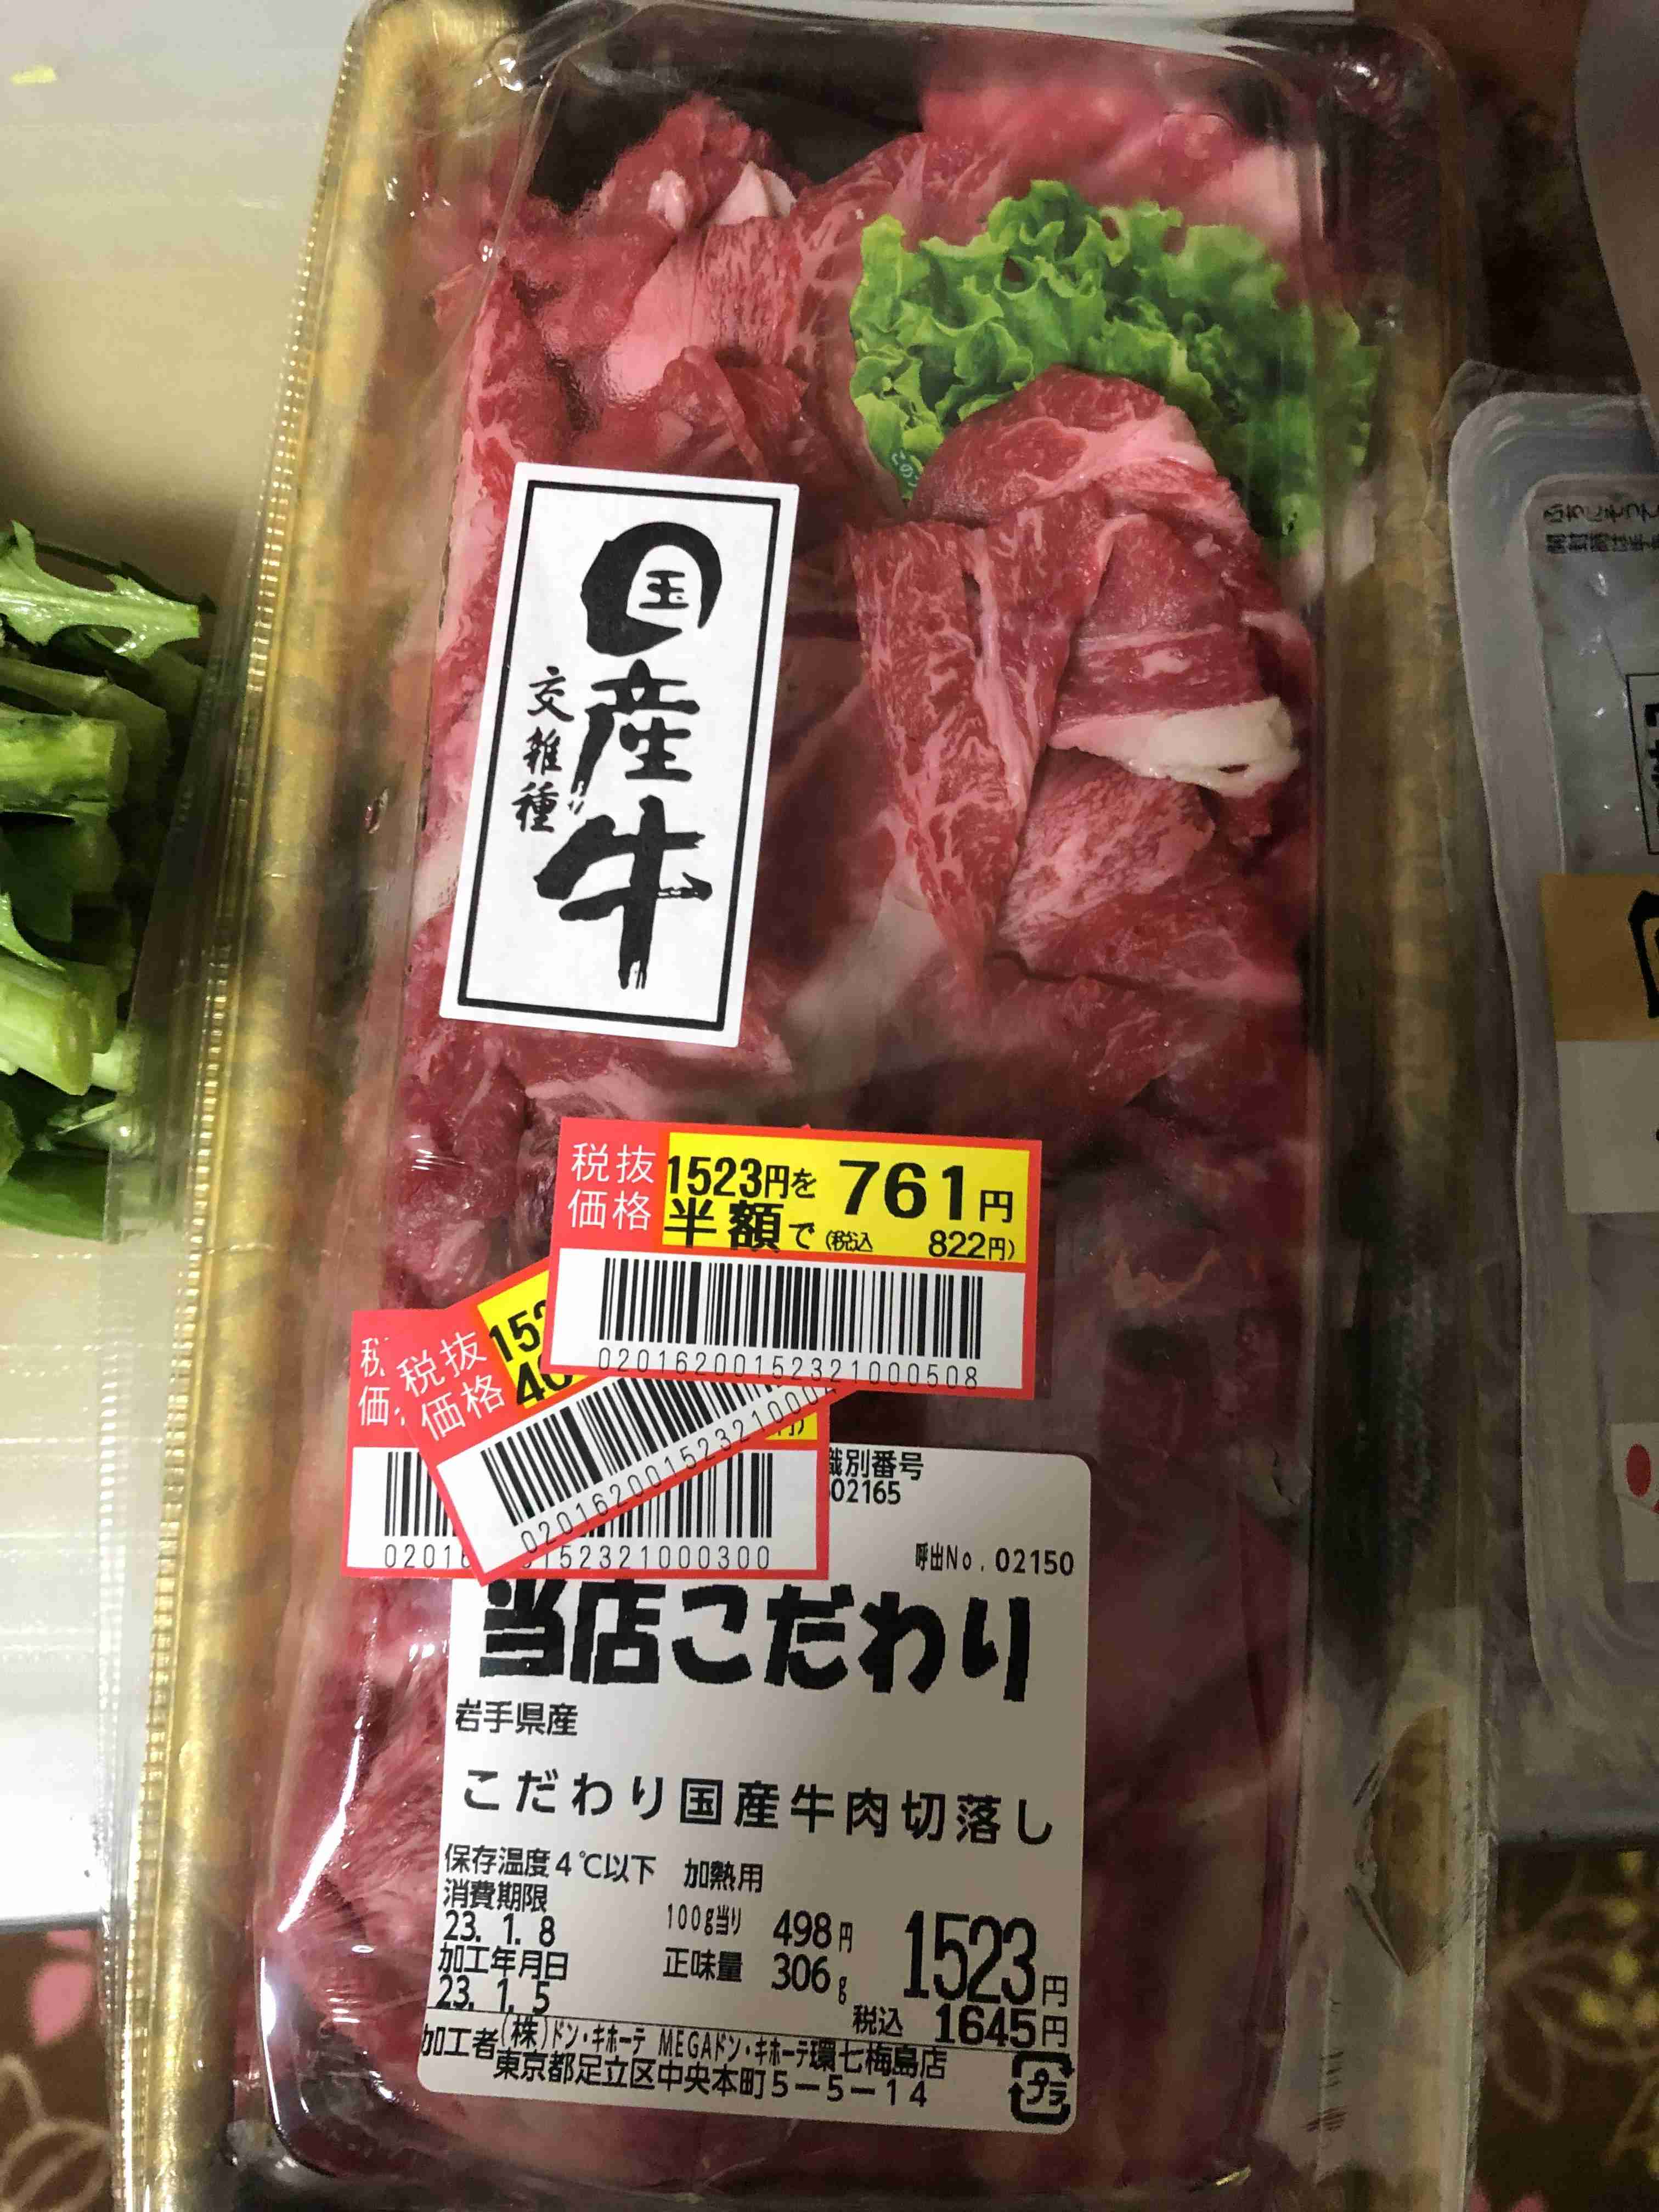 国産牛
交雑種
税抜
価格
1523円を
半額で
761円
(税込 822円)
0201620015232100 0508
税抜
価格
152
40
識別番号
02165
呼出No.02150
当店こだわり
岩手県産
こだわり国産牛肉切落し
保存温度4℃以下 加熱用
消費期限
23. 1. 8
100g当り 498円
加工年月日
23. 1. 5
正味量 306g
1523円
税込 1645円
加工者(株)ドン・キホーテ MEGAドン・キホーテ環七梅島店
東京都足立区中央本町5-5-14
プラ